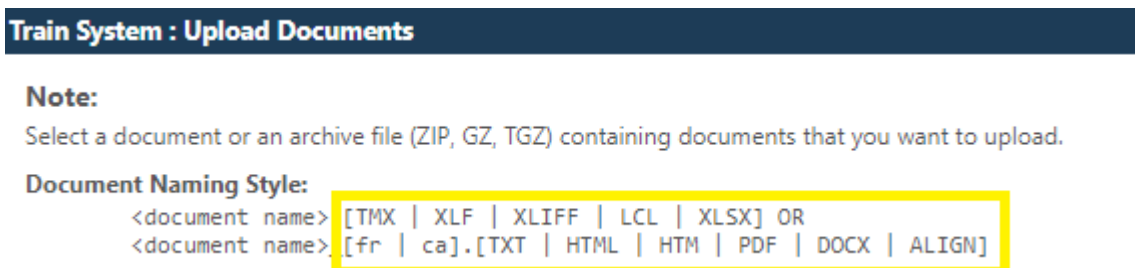 Train System : Upload Documents
Note:
Select a document or an archive file (ZIP, GZ, TGZ) containing documents that you want to upload.
Document Naming Style:
<document name> [TMX | XLF | XLIFF | LCL | XLSX] OR
<document name>_[fr | ca].[TXT | HTML | HTM | PDF | DOCX | ALIGN]